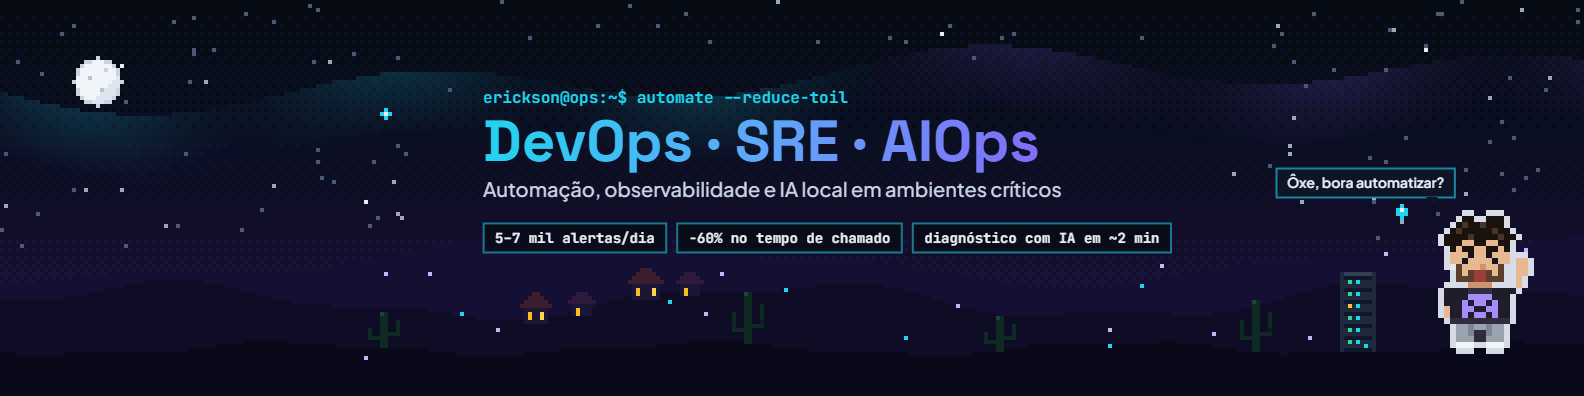 erickson@ops:~$ automate --reduce-toil
DevOps · SRE · AIOps
Automação, observabilidade e IA local em ambientes críticos
Ôxe, bora automatizar?
5-7 mil alertas/dia
-60% no tempo de chamado
diagnóstico com IA em ~2 min